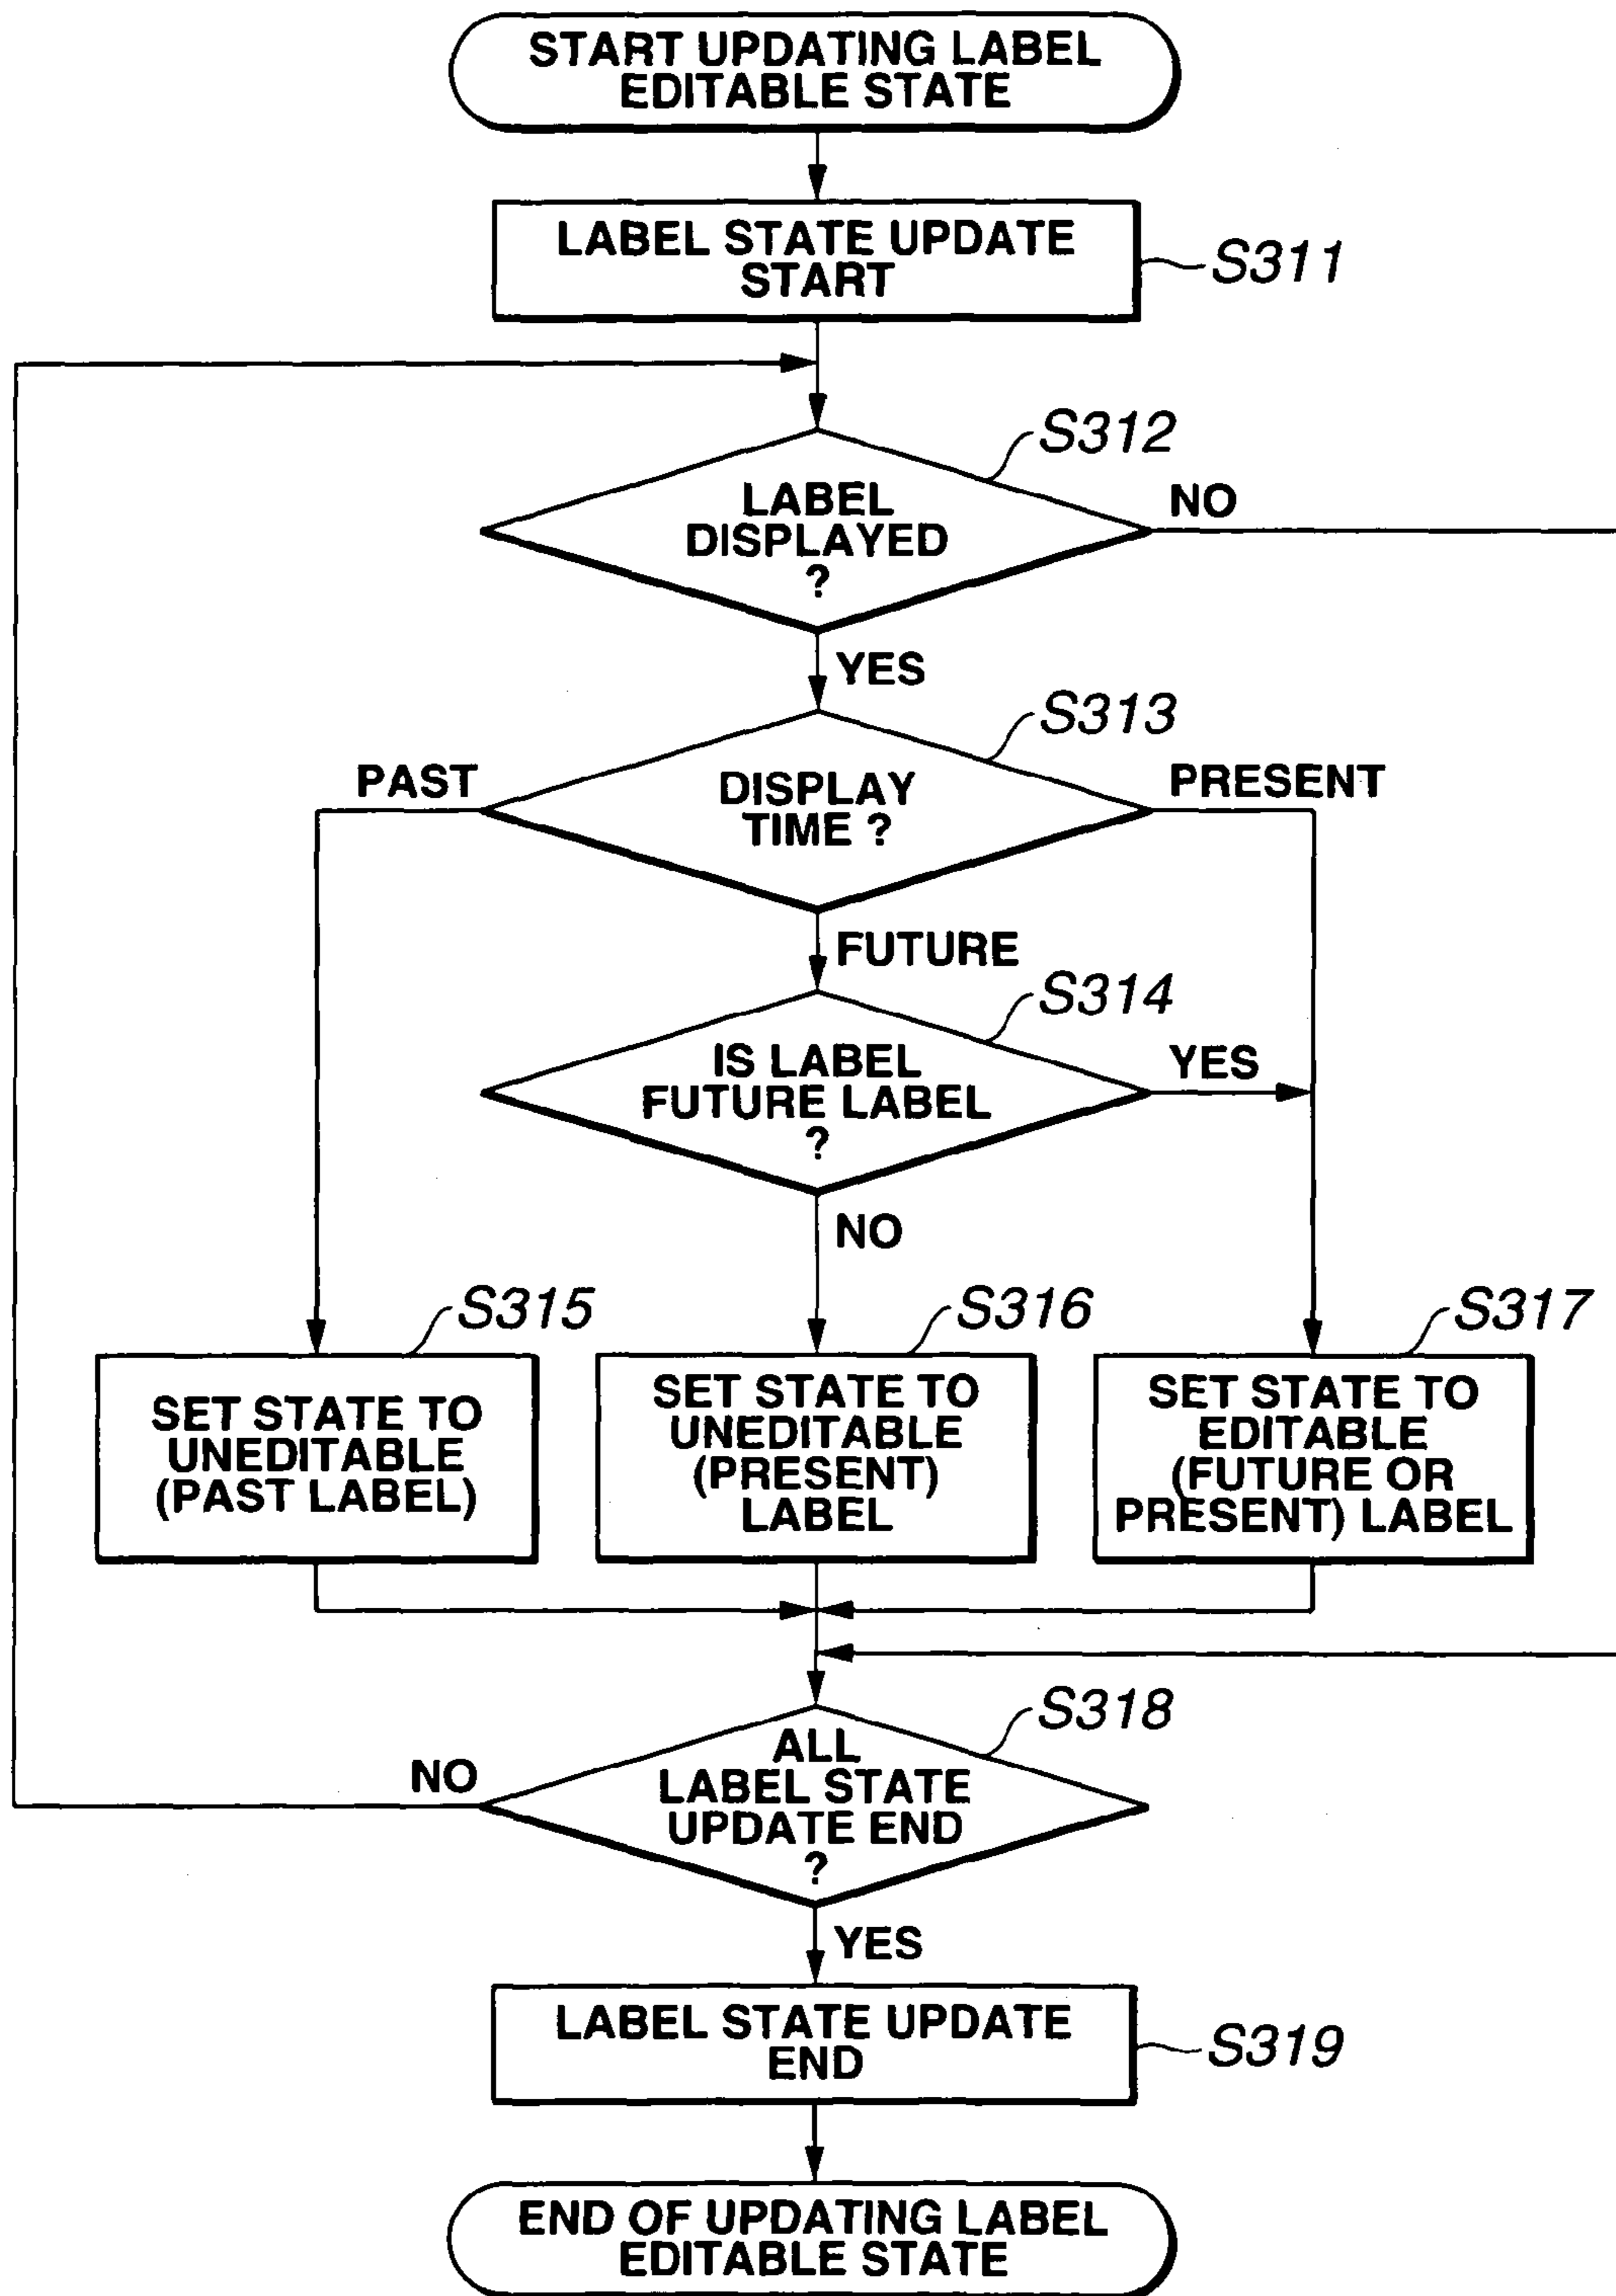 START UPDATING LABEL
EDITABLE STATE
LABEL STATE UPDATE
START
S311
S312
LABEL
DISPLAYED
?
NO
YES
S313
PAST
DISPLAY
TIME ?
PRESENT
FUTURE
S314
IS LABEL
FUTURE LABEL
?
YES
NO
S315
S316
S317
SET STATE TO
UNEDITABLE
(PAST LABEL)
SET STATE TO
UNEDITABLE
(PRESENT)
LABEL
SET STATE TO
EDITABLE
(FUTURE OR
PRESENT) LABEL
S318
NO
ALL
LABEL STATE
UPDATE END
?
YES
LABEL STATE UPDATE
END
S319
END OF UPDATING LABEL
EDITABLE STATE